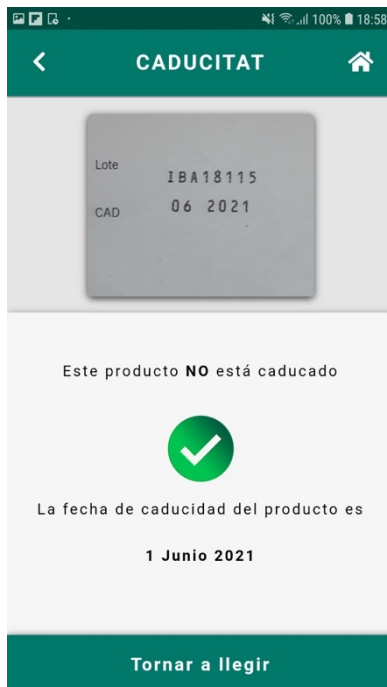 100% 18:58
CADUCITAT
Lote IBA18115
CAD 06 2021
Este producto NO está caducado
La fecha de caducidad del producto es
1 Junio 2021
Tornar a llegir